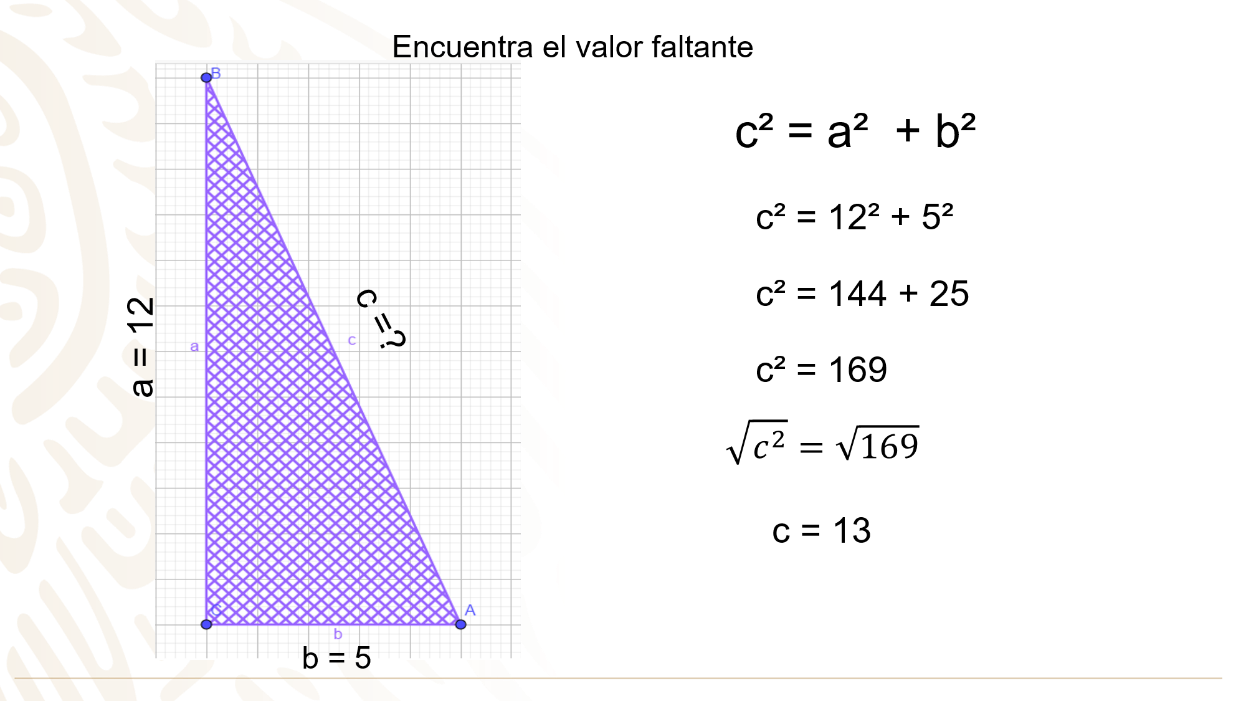 Encuentra el valor faltante
B
a = 12
a
c =?
c
C
A
b
b = 5
c² = a² + b²
c² = 12² + 5²
c² = 144 + 25
c² = 169
√c² = √169
c = 13